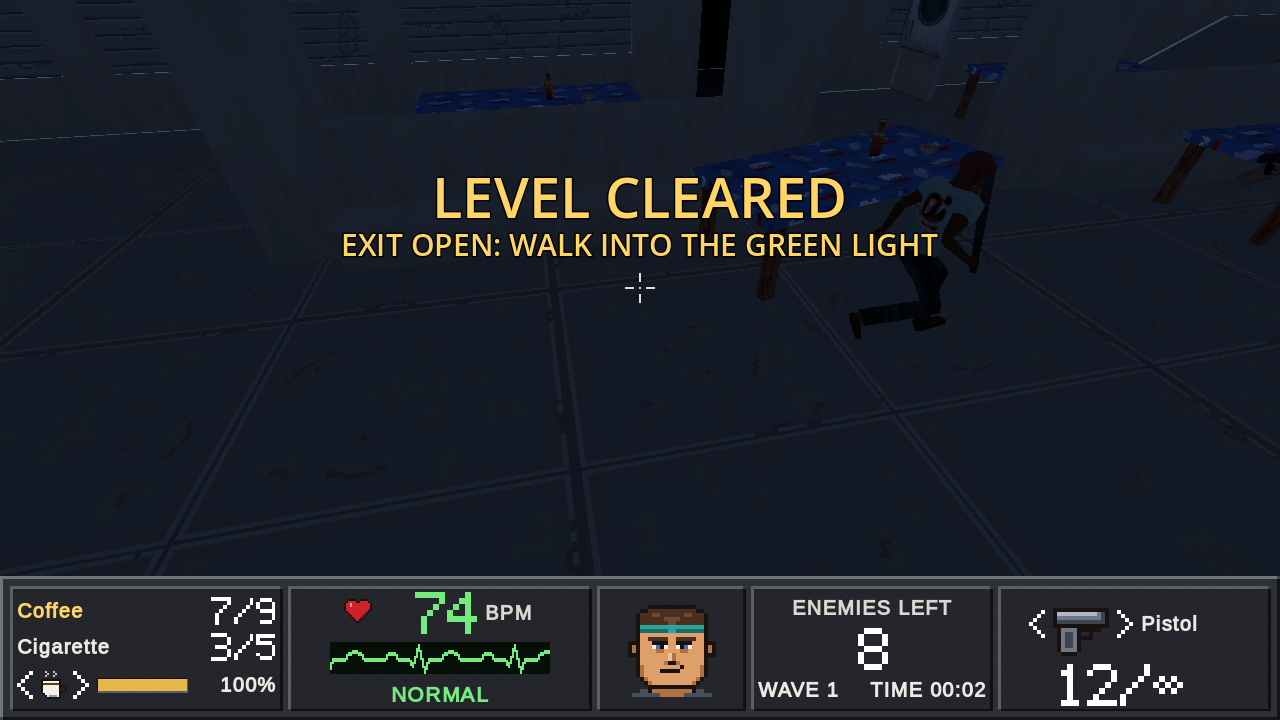 LEVEL CLEARED
EXIT OPEN: WALK INTO THE GREEN LIGHT
Coffee 7/9
Cigarette 3/5
100%
74 BPM
NORMAL
ENEMIES LEFT
8
WAVE 1 TIME 00:02
Pistol
12/∞